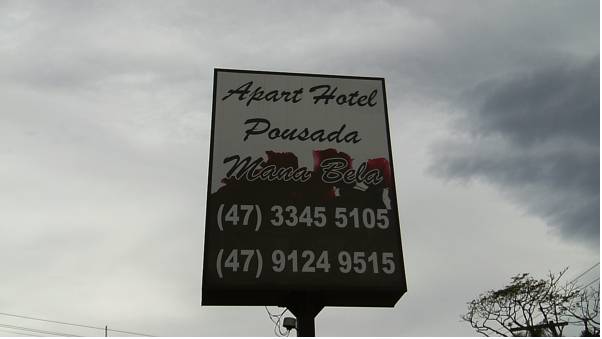 Apart Hotel
Pousada
Mana Bela
(47) 3345 5105
(47) 9124 9515